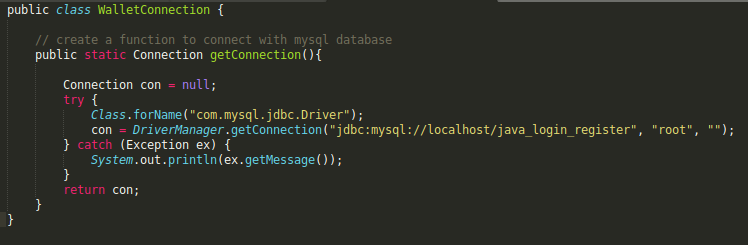 public class WalletConnection {
// create a function to connect with mysql database
public static Connection getConnection(){
Connection con = null;
try {
Class.forName("com.mysql.jdbc.Driver");
con = DriverManager.getConnection("jdbc:mysql://localhost/java_login_register", "root", "");
} catch (Exception ex) {
System.out.println(ex.getMessage());
}
return con;
}
}